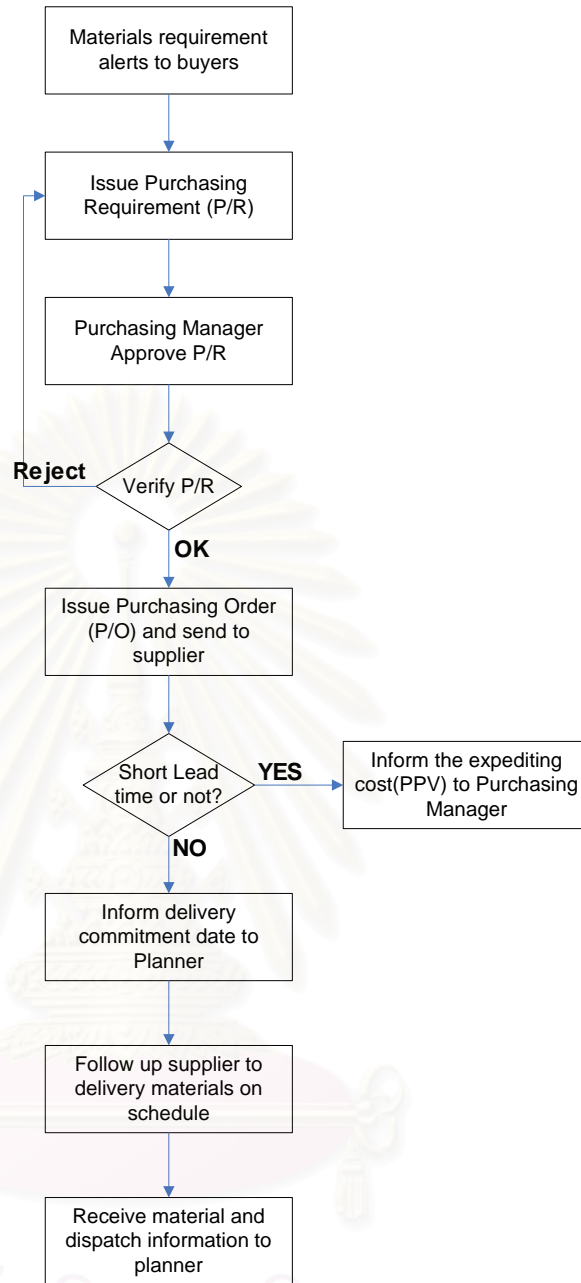 Materials requirement
alerts to buyers
Issue Purchasing
Requirement (P/R)
Purchasing Manager
Approve P/R
Reject
Verify P/R
OK
Issue Purchasing Order
(P/O) and send to
supplier
Short Lead
time or not?
YES
Inform the expediting
cost(PPV) to Purchasing
Manager
NO
Inform delivery
commitment date to
Planner
Follow up supplier to
delivery materials on
schedule
Receive material and
dispatch information to
planner